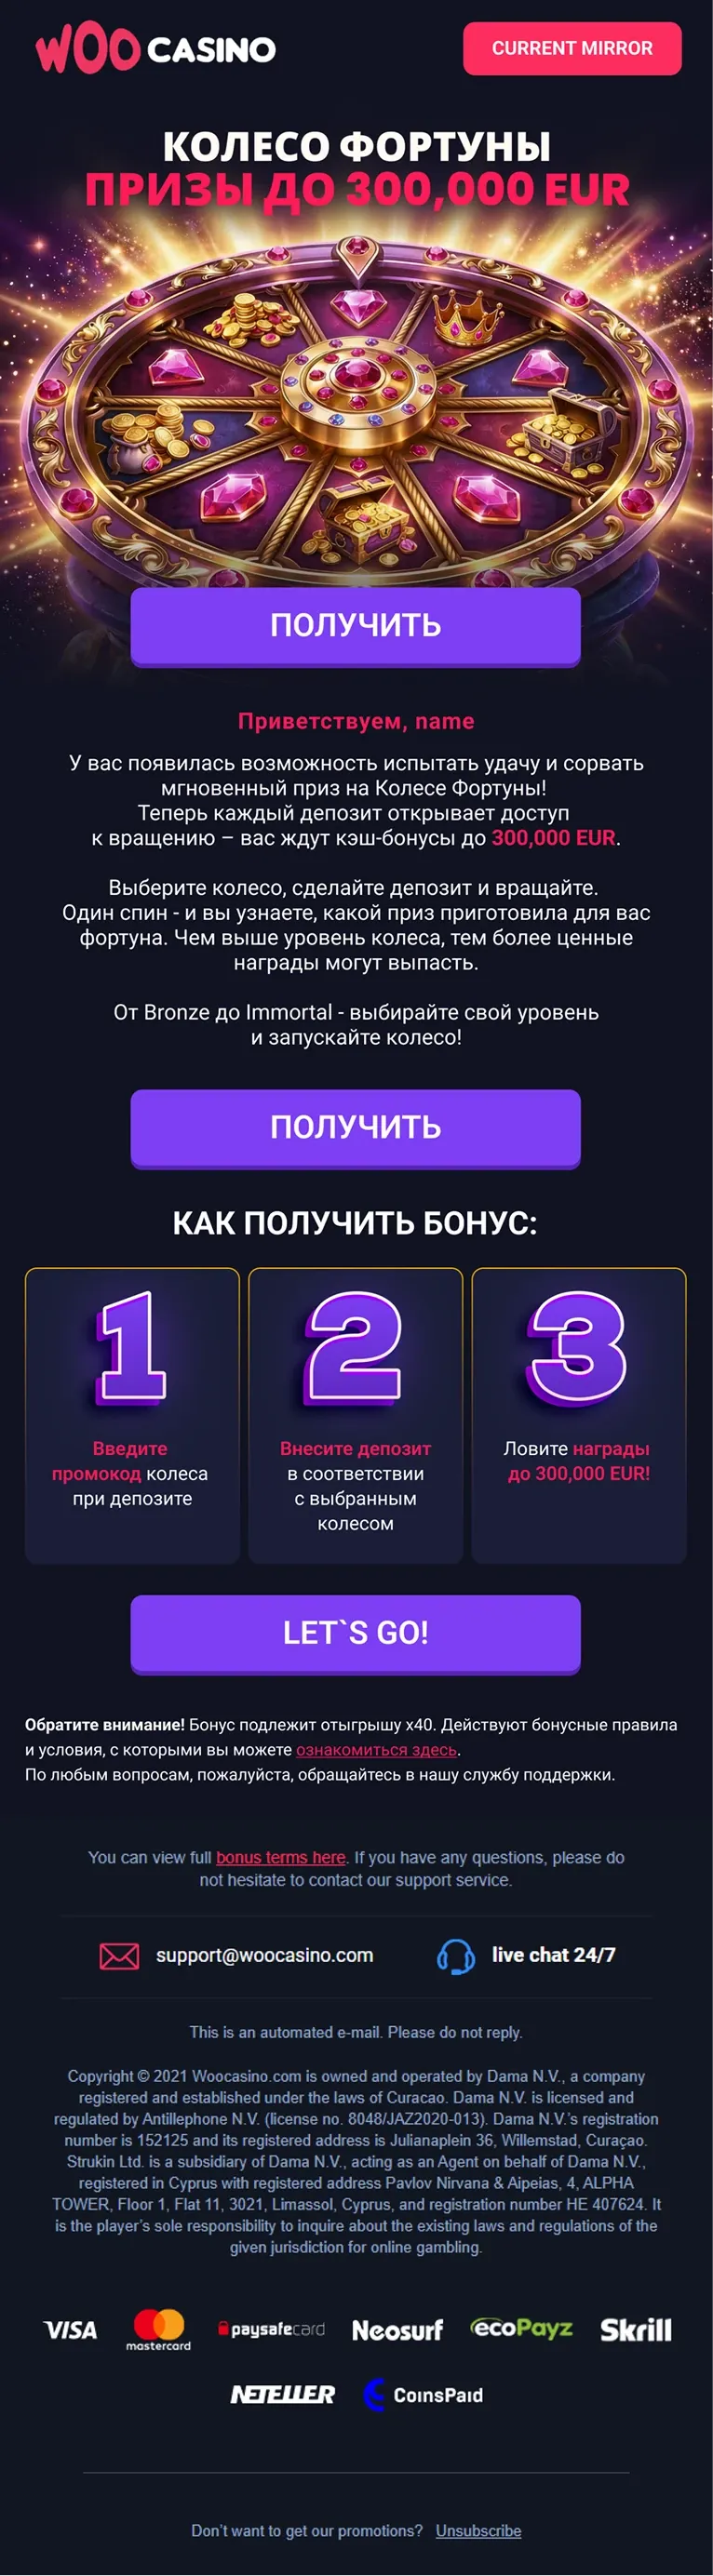 WOO CASINO
CURRENT MIRROR
КОЛЕСО ФОРТУНЫ
ПРИЗЫ ДО 300,000 EUR
ПОЛУЧИТЬ
Приветствуем, name
У вас появилась возможность испытать удачу и сорвать
мгновенный приз на Колесе Фортуны!
Теперь каждый депозит открывает доступ
к вращению – вас ждут кэш-бонусы до 300,000 EUR.
Выберите колесо, сделайте депозит и вращайте.
Один спин - и вы узнаете, какой приз приготовила для вас
фортуна. Чем выше уровень колеса, тем более ценные
награды могут выпасть.
От Bronze до Immortal - выбирайте свой уровень
и запускайте колесо!
ПОЛУЧИТЬ
КАК ПОЛУЧИТЬ БОНУС:
1
Введите
промокод колеса
при депозите
2
Внесите депозит
в соответствии
с выбранным
колесом
3
Ловите награды
до 300,000 EUR!
LET`S GO!
Обратите внимание! Бонус подлежит отыгрышу x40. Действуют бонусные правила
и условия, с которыми вы можете ознакомиться здесь.
По любым вопросам, пожалуйста, обращайтесь в нашу службу поддержки.
You can view full bonus terms here. If you have any questions, please do
not hesitate to contact our support service.
support@woocasino.com
live chat 24/7
This is an automated e-mail. Please do not reply.
Copyright © 2021 Woocasino.com is owned and operated by Dama N.V., a company
registered and established under the laws of Curacao. Dama N.V. is licensed and
regulated by Antillephone N.V. (license no. 8048/JAZ2020-013). Dama N.V.'s registration
number is 152125 and its registered address is Julianaplein 36, Willemstad, Curaçao.
Strukin Ltd. is a subsidiary of Dama N.V., acting as an Agent on behalf of Dama N.V.,
registered in Cyprus with registered address Pavlov Nirvana & Aipeias, 4, ALPHA
TOWER, Floor 1, Flat 11, 3021, Limassol, Cyprus, and registration number HE 407624. It
is the player's sole responsibility to inquire about the existing laws and regulations of the
given jurisdiction for online gambling.
VISA mastercard paysafecard Neosurf ecoPayz Skrill
NETELLER CoinsPaid
Don't want to get our promotions? Unsubscribe